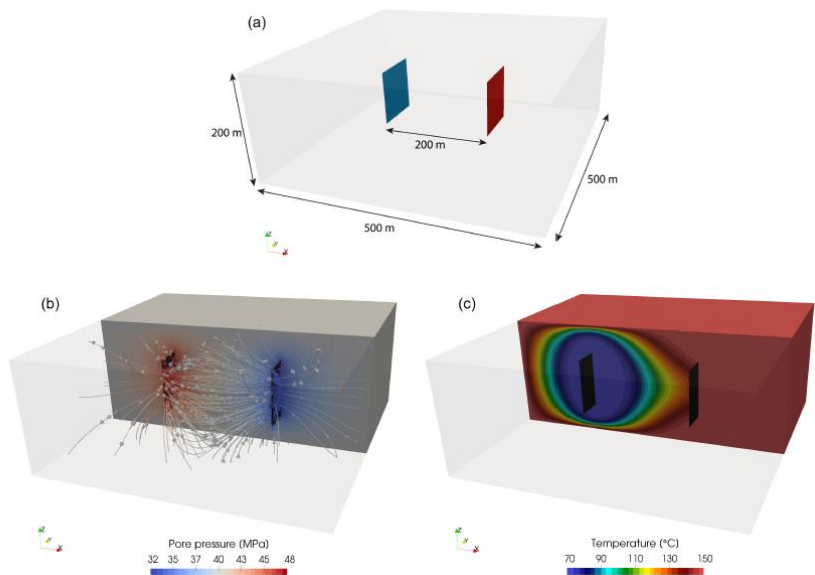 (a)
200 m
200 m
500 m
500 m
Z
Y
X
(b)
(c)
Z
Y
X
Pore pressure (MPa)
32 35 37 40 43 45 48
Z
Y
X
Temperature (°C)
70 90 110 130 150